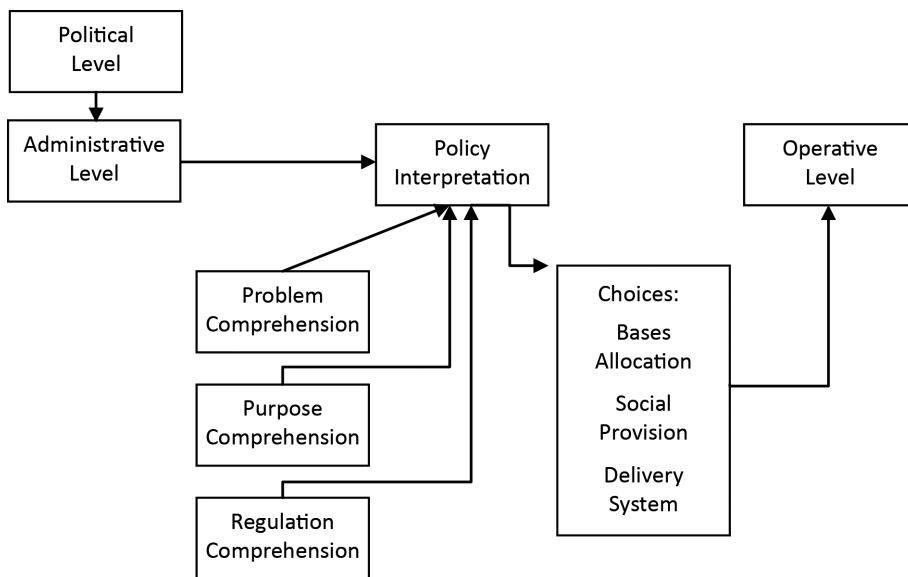 Political
Level
Administrative
Level
Policy
Interpretation
Operative
Level
Problem
Comprehension
Purpose
Comprehension
Regulation
Comprehension
Choices:
Bases
Allocation
Social
Provision
Delivery
System